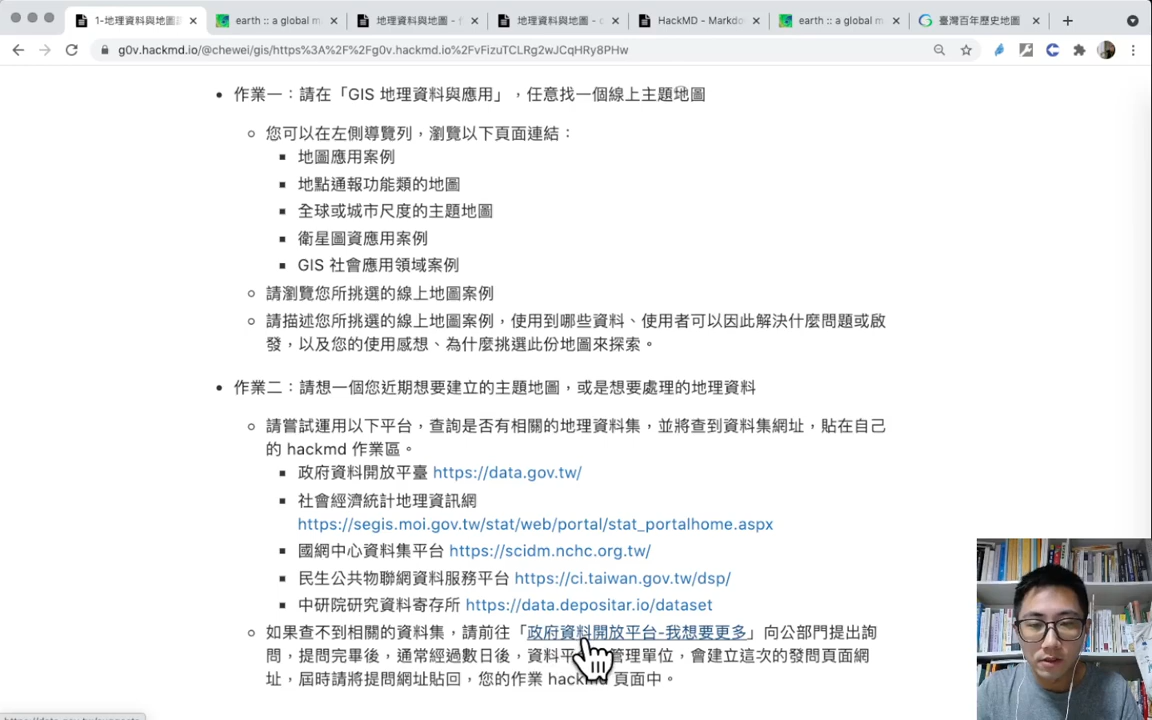 1-地理資料與地圖
earth :: a global m
地理資料與地圖 -
地理資料與地圖 -
HackMD - Markdo
earth :: a global m
臺灣百年歷史地圖
g0v.hackmd.io/@chewei/gis/https%3A%2F%2Fg0v.hackmd.io%2FvFizuTCLRg2wJCqHRy8PHw
作業一：請在「GIS 地理資料與應用」，任意找一個線上主題地圖
您可以在左側導覽列，瀏覽以下頁面連結：
地圖應用案例
地點通報功能類的地圖
全球或城市尺度的主題地圖
衛星圖資應用案例
GIS 社會應用領域案例
請瀏覽您所挑選的線上地圖案例
請描述您所挑選的線上地圖案例，使用到哪些資料、使用者可以因此解決什麼問題或啟
發，以及您的使用感想、為什麼挑選此份地圖來探索。
作業二：請想一個您近期想要建立的主題地圖，或是想要處理的地理資料
請嘗試運用以下平台，查詢是否有相關的地理資料集，並將查到資料集網址，貼在自己
的 hackmd 作業區。
政府資料開放平臺 https://data.gov.tw/
社會經濟統計地理資訊網
https://segis.moi.gov.tw/stat/web/portal/stat_portalhome.aspx
國網中心資料集平台 https://scidm.nchc.org.tw/
民生公共物聯網資料服務平台 https://ci.taiwan.gov.tw/dsp/
中研院研究資料寄存所 https://data.depositar.io/dataset
如果查不到相關的資料集，請前往「政府資料開放平台-我想要更多」向公部門提出詢
問，提問完畢後，通常經過數日後，資料平 管理單位，會建立這次的發問頁面網
址，屆時請將提問網址貼回，您的作業 hackmd 頁面中。